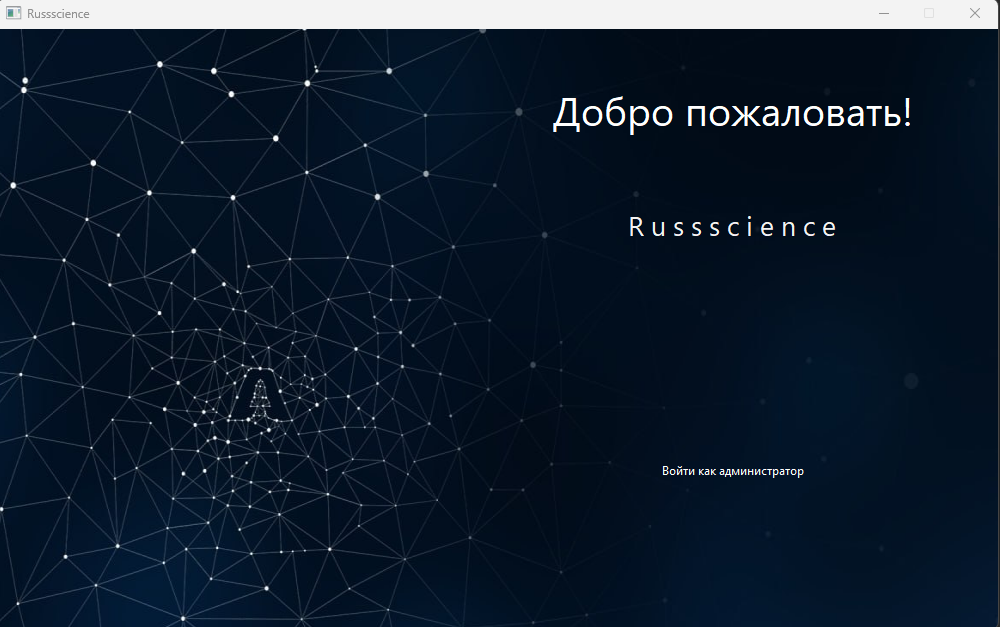 Russscience
Добро пожаловать!
Russscience
Войти как администратор